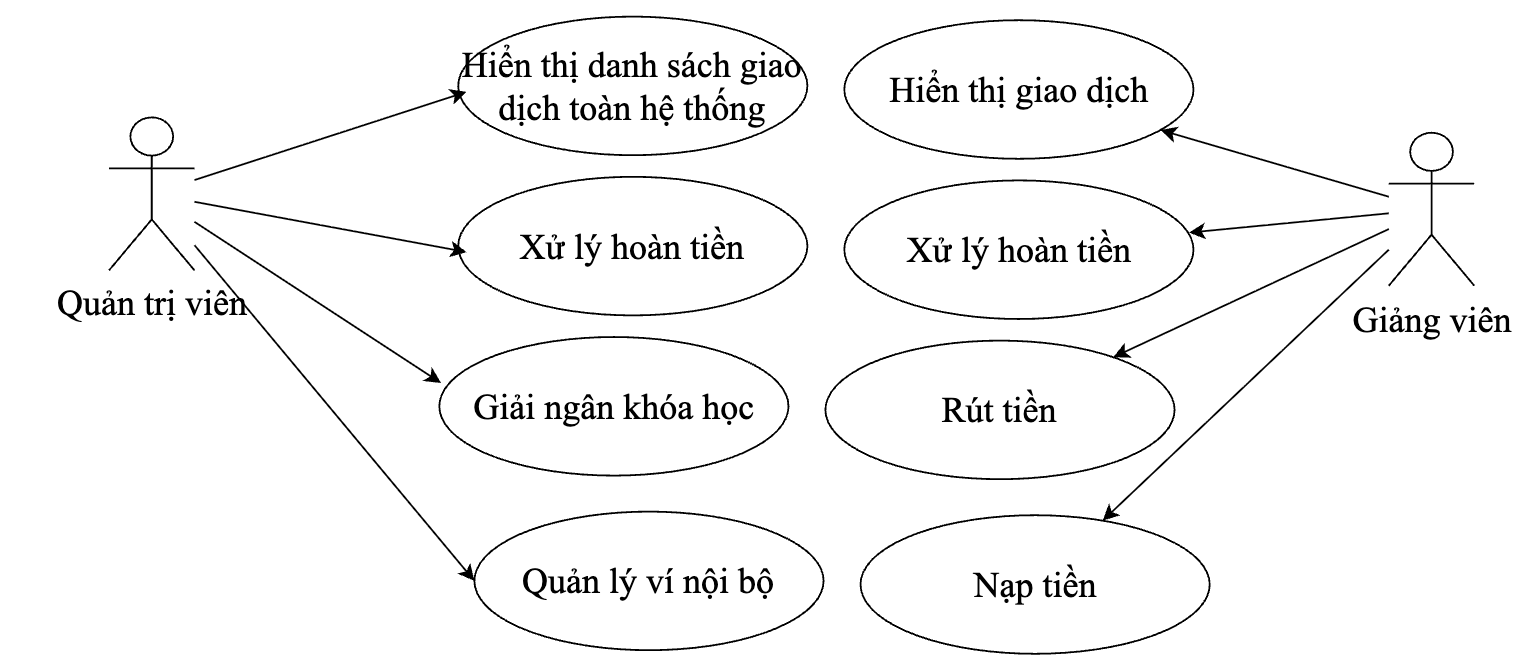 Hiển thị danh sách giao
dịch toàn hệ thống
Hiển thị giao dịch
Xử lý hoàn tiền
Xử lý hoàn tiền
Quản trị viên
Giảng viên
Giải ngân khóa học
Rút tiền
Quản lý ví nội bộ
Nạp tiền